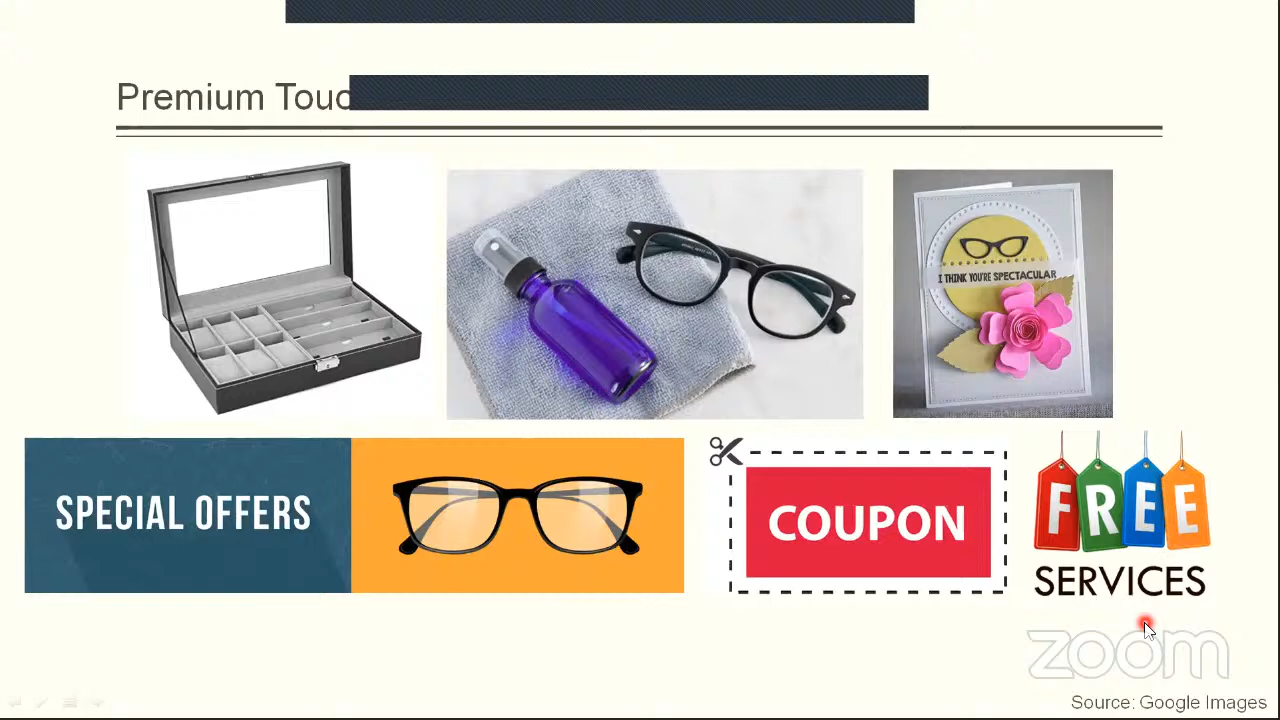 Premium Touc
I THINK YOU'RE SPECTACULAR
SPECIAL OFFERS
COUPON
FREE
SERVICES
zoom
Source: Google Images